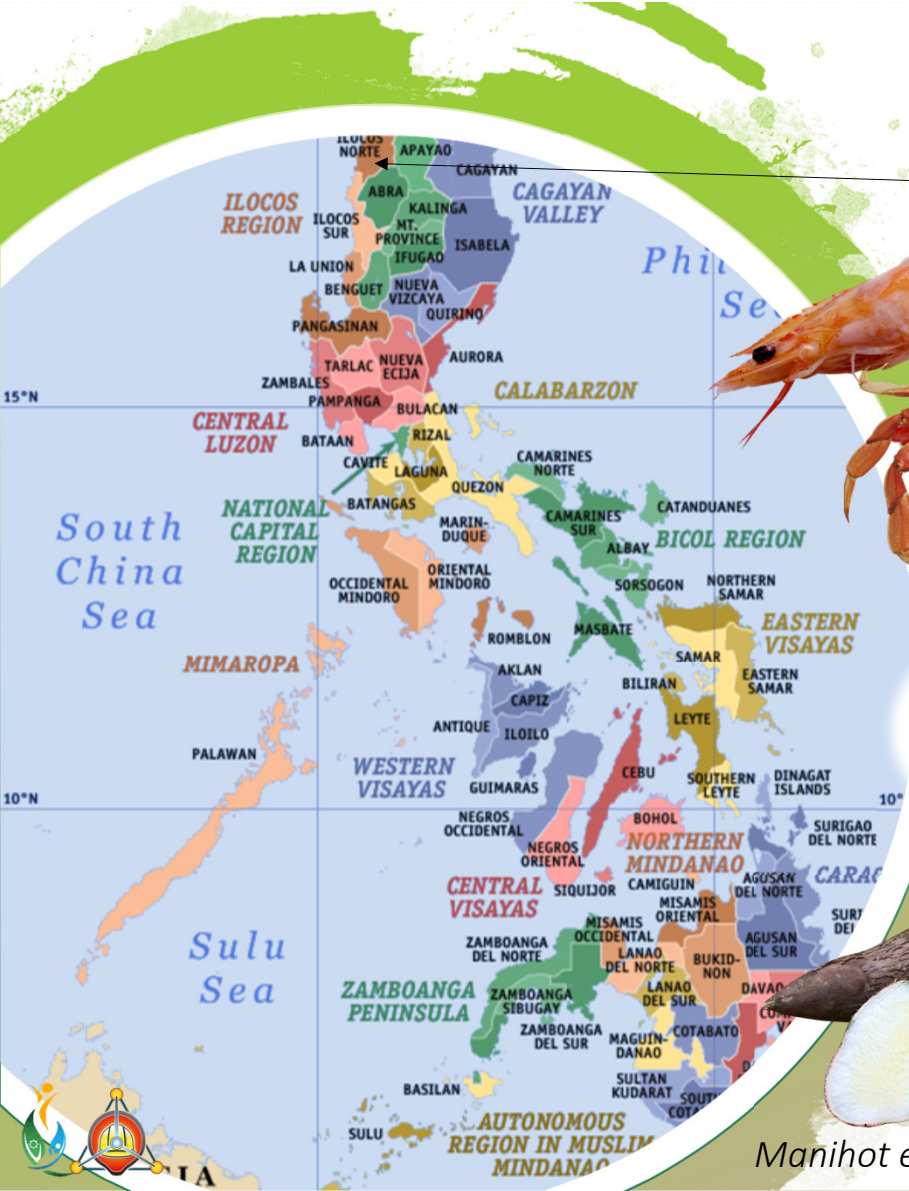 ILOCOS
NORTE
APAYAO
CAGAYAN
CAGAYAN
VALLEY
ABRA
ILOCOS
REGION
KALINGA
ILOCOS
SUR
MT.
PROVINCE
ISABELA
IFUGAO
LA UNION
BENGUET
NUEVA
VIZCAYA
QUIRINO
PANGASINAN
AURORA
TARLAC
NUEVA
ECIJA
ZAMBALES
15°N
PAMPANGA
BULACAN
CALABARZON
CENTRAL
LUZON
BATAAN
RIZAL
CAVITE
LAGUNA
QUEZON
CAMARINES
NORTE
NATIONAL
CAPITAL
REGION
BATANGAS
CATANDUANES
South
China
Sea
MARIN-
DUQUE
CAMARINES
SUR
ALBAY
BICOL REGION
OCCIDENTAL
MINDORO
ORIENTAL
MINDORO
SORSOGON
NORTHERN
SAMAR
ROMBLON
MASBATE
EASTERN
VISAYAS
MIMAROPA
SAMAR
AKLAN
BILIRAN
EASTERN
SAMAR
CAPIZ
ANTIQUE
ILOILO
LEYTE
PALAWAN
WESTERN
VISAYAS
GUIMARAS
CEBU
SOUTHERN
LEYTE
DINAGAT
ISLANDS
10°N
10°
NEGROS
OCCIDENTAL
BOHOL
SURIGAO
DEL NORTE
NEGROS
ORIENTAL
NORTHERN
MINDANAO
CENTRAL
VISAYAS
SIQUIJOR
CAMIGUIN
AGUSAN
DEL NORTE
MISAMIS
ORIENTAL
MISAMIS
OCCIDENTAL
Sulu
Sea
ZAMBOANGA
DEL NORTE
LANAO
DEL NORTE
BUKID-
NON
AGUSAN
DEL SUR
ZAMBOANGA
PENINSULA
ZAMBOANGA
SIBUGAY
LANAO
DEL SUR
DAVAO
ZAMBOANGA
DEL SUR
MAGUIN-
DANAO
COTABATO
BASILAN
SULTAN
KUDARAT
SULU
AUTONOMOUS
REGION IN MUSLIM
MINDANAO
Manihot